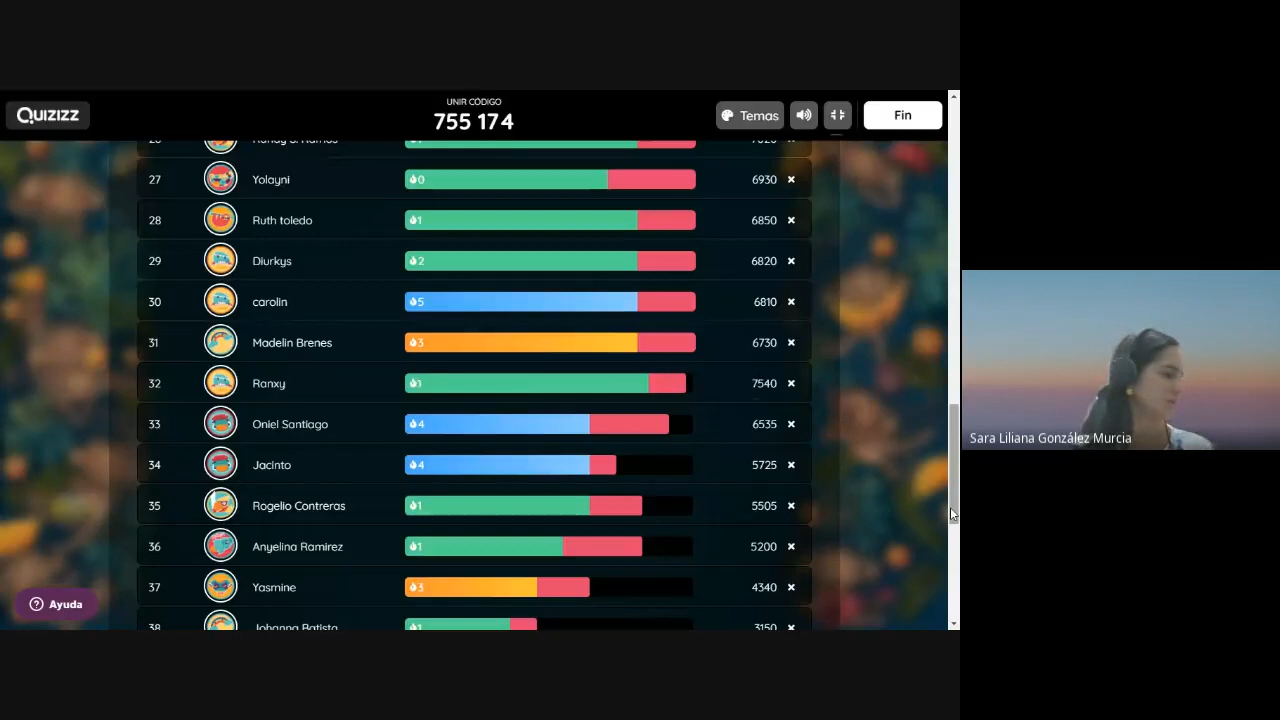 Quizizz
UNIR CÓDIGO
755 174
Temas
Fin
27 Yolayni 0 6930 ×
28 Ruth toledo 1 6850 ×
29 Diurkys 2 6820 ×
30 carolin 5 6810 ×
31 Madelin Brenes 3 6730 ×
32 Ranxy 1 7540 ×
33 Oniel Santiago 4 6535 ×
34 Jacinto 4 5725 ×
35 Rogelio Contreras 1 5505 ×
36 Anyelina Ramirez 1 5200 ×
37 Yasmine 3 4340 ×
38 Johanna Batista 1 3150 ×
Ayuda
Sara Liliana González Murcia